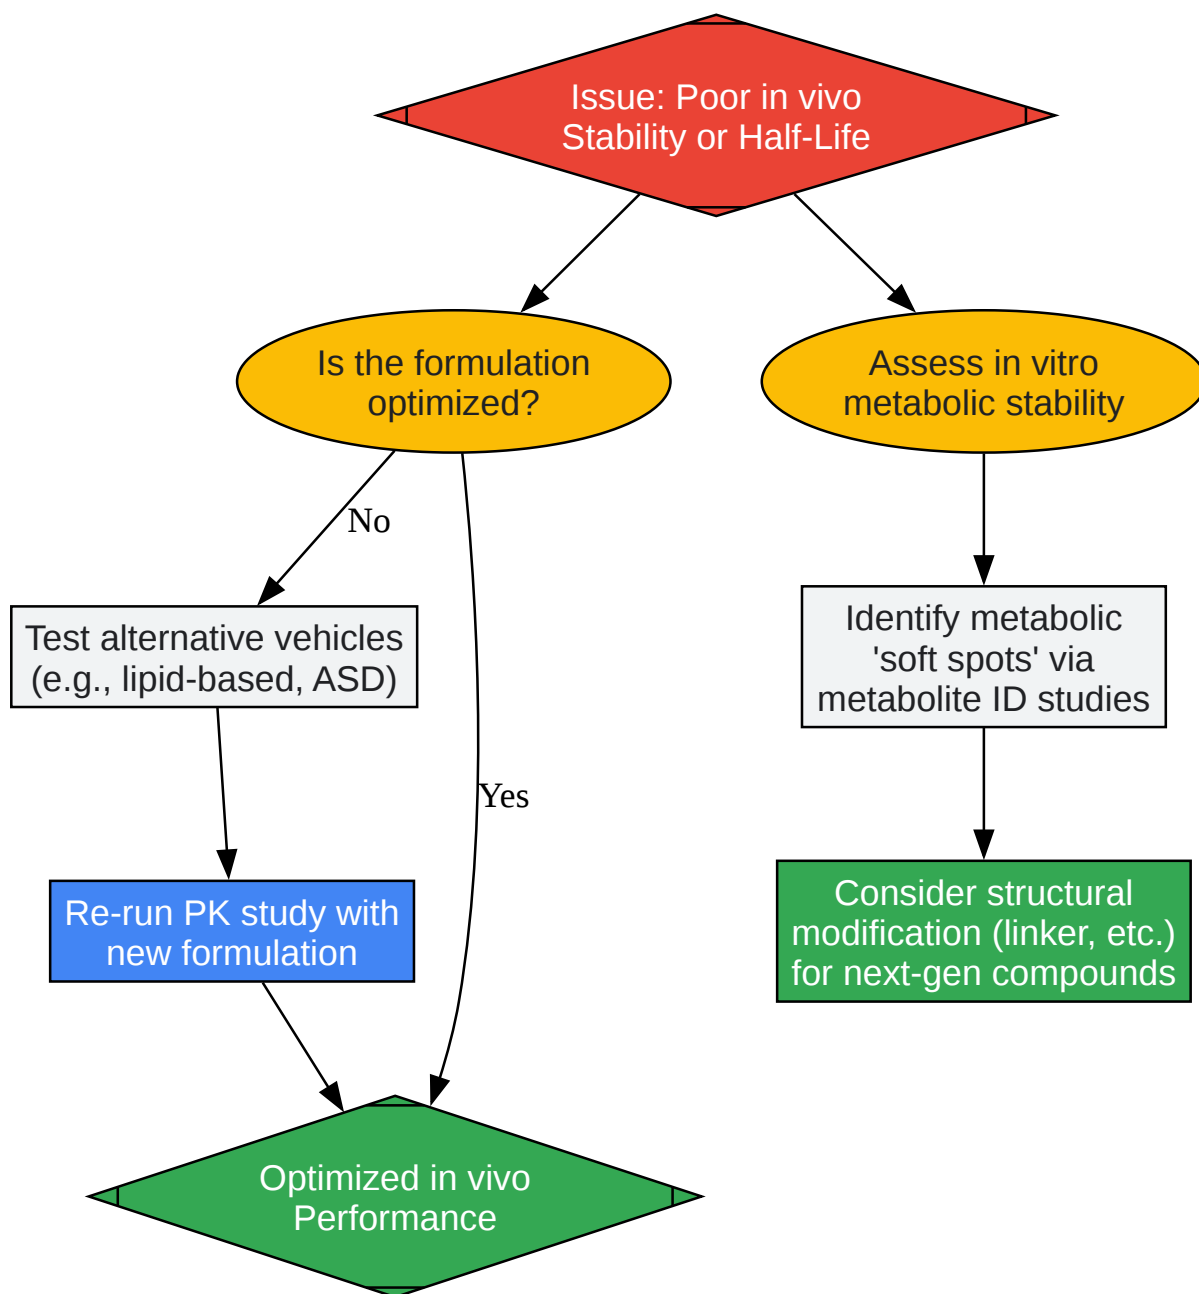 Issue: Poor in vivo
Stability or Half-Life
Is the formulation
optimized?
Assess in vitro
metabolic stability
No
Test alternative vehicles
(e.g., lipid-based, ASD)
Identify metabolic
'soft spots' via
metabolite ID studies
Yes
Re-run PK study with
new formulation
Consider structural
modification (linker, etc.)
for next-gen compounds
Optimized in vivo
Performance